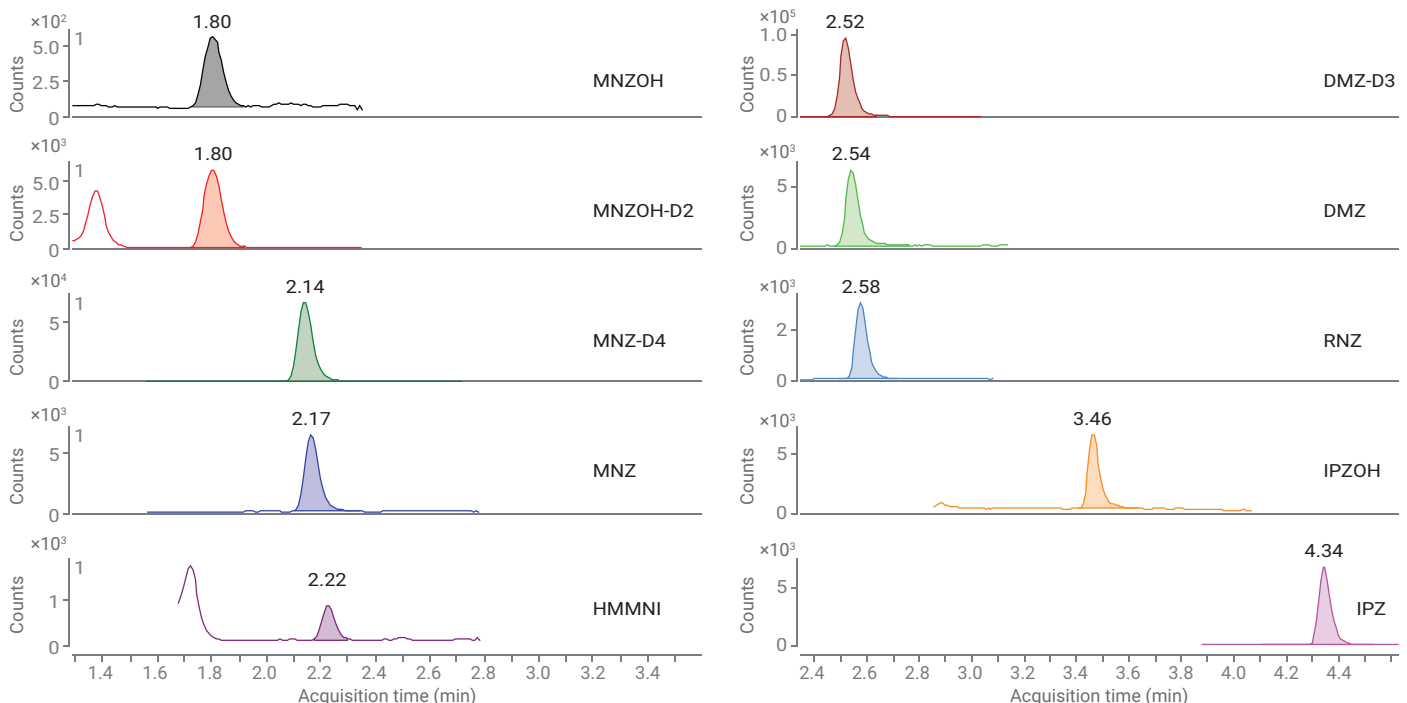 ×10²
1
1.80
5.0
2.5
0
Counts
MNZOH
×10³
1
1.80
5.0
2.5
0
Counts
MNZOH-D2
×10⁴
1
2.14
5
0
Counts
MNZ-D4
×10³
1
2.17
5
0
Counts
MNZ
×10³
1
2.22
1
0
Counts
HMMNI
1.4 1.6 1.8 2.0 2.2 2.4 2.6 2.8 3.0 3.2 3.4
Acquisition time (min)
×10⁵
2.52
1.0
0.5
0
Counts
DMZ-D3
×10³
2.54
5
0
Counts
DMZ
×10³
2.58
2
0
Counts
RNZ
×10³
3.46
5
0
Counts
IPZOH
×10³
4.34
5
0
Counts
IPZ
2.4 2.6 2.8 3.0 3.2 3.4 3.6 3.8 4.0 4.2 4.4
Acquisition time (min)